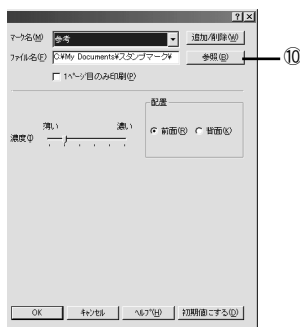 ? ×
マーク名(M) 参考 追加/削除(W)
ファイル名(F) C:¥My Documents¥スタンプマーク¥ 参照(B) ⑩
1ページ目のみ印刷(P)
配置
薄い 濃い
濃度(I) 前面(R) 背面(K)
OK キャンセル ヘルプ(H) 初期値にする(D)